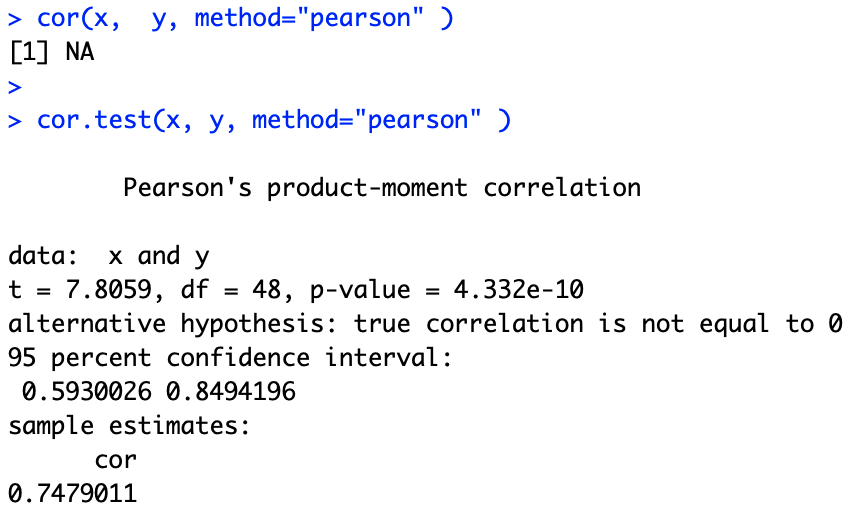 > cor(x,  y, method="pearson" )
[1] NA
>
> cor.test(x, y, method="pearson" )
Pearson's product-moment correlation
data:  x and y
t = 7.8059, df = 48, p-value = 4.332e-10
alternative hypothesis: true correlation is not equal to 0
95 percent confidence interval:
0.5930026 0.8494196
sample estimates:
cor
0.7479011